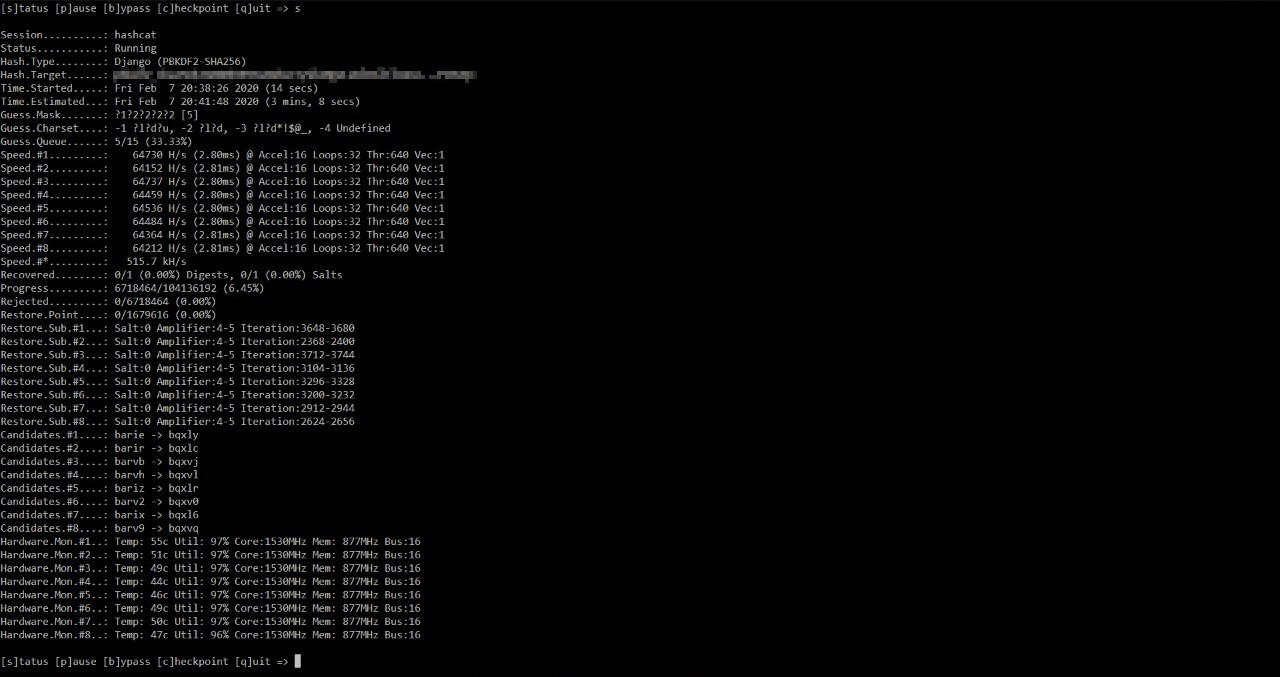 [s]tatus [p]ause [b]ypass [c]heckpoint [q]uit => s
Session..........: hashcat
Status...........: Running
Hash.Type........: Django (PBKDF2-SHA256)
Hash.Target......:
Time.Started.....: Fri Feb  7 20:38:26 2020 (14 secs)
Time.Estimated...: Fri Feb  7 20:41:48 2020 (3 mins, 8 secs)
Guess.Mask.......: ?1?2?2?2?2 [5]
Guess.Charset....: -1 ?l?d?u, -2 ?l?d, -3 ?l?d*!$@_, -4 Undefined
Guess.Queue......: 5/15 (33.33%)
Speed.#1.........:    64730 H/s (2.80ms) @ Accel:16 Loops:32 Thr:640 Vec:1
Speed.#2.........:    64152 H/s (2.81ms) @ Accel:16 Loops:32 Thr:640 Vec:1
Speed.#3.........:    64737 H/s (2.80ms) @ Accel:16 Loops:32 Thr:640 Vec:1
Speed.#4.........:    64459 H/s (2.80ms) @ Accel:16 Loops:32 Thr:640 Vec:1
Speed.#5.........:    64536 H/s (2.80ms) @ Accel:16 Loops:32 Thr:640 Vec:1
Speed.#6.........:    64484 H/s (2.80ms) @ Accel:16 Loops:32 Thr:640 Vec:1
Speed.#7.........:    64364 H/s (2.81ms) @ Accel:16 Loops:32 Thr:640 Vec:1
Speed.#8.........:    64212 H/s (2.81ms) @ Accel:16 Loops:32 Thr:640 Vec:1
Speed.#*.........:   515.7 kH/s
Recovered........: 0/1 (0.00%) Digests, 0/1 (0.00%) Salts
Progress.........: 6718464/104136192 (6.45%)
Rejected.........: 0/6718464 (0.00%)
Restore.Point....: 0/1679616 (0.00%)
Restore.Sub.#1...: Salt:0 Amplifier:4-5 Iteration:3648-3680
Restore.Sub.#2...: Salt:0 Amplifier:4-5 Iteration:2368-2400
Restore.Sub.#3...: Salt:0 Amplifier:4-5 Iteration:3712-3744
Restore.Sub.#4...: Salt:0 Amplifier:4-5 Iteration:3104-3136
Restore.Sub.#5...: Salt:0 Amplifier:4-5 Iteration:3296-3328
Restore.Sub.#6...: Salt:0 Amplifier:4-5 Iteration:3200-3232
Restore.Sub.#7...: Salt:0 Amplifier:4-5 Iteration:2912-2944
Restore.Sub.#8...: Salt:0 Amplifier:4-5 Iteration:2624-2656
Candidates.#1....: barie -> bqxly
Candidates.#2....: barir -> bqxlc
Candidates.#3....: barvb -> bqxvj
Candidates.#4....: barvh -> bqxvl
Candidates.#5....: bariz -> bqxlr
Candidates.#6....: barv2 -> bqxv0
Candidates.#7....: barix -> bqxl6
Candidates.#8....: barv9 -> bqxvq
Hardware.Mon.#1..: Temp: 55c Util: 97% Core:1530MHz Mem: 877MHz Bus:16
Hardware.Mon.#2..: Temp: 51c Util: 97% Core:1530MHz Mem: 877MHz Bus:16
Hardware.Mon.#3..: Temp: 49c Util: 97% Core:1530MHz Mem: 877MHz Bus:16
Hardware.Mon.#4..: Temp: 44c Util: 97% Core:1530MHz Mem: 877MHz Bus:16
Hardware.Mon.#5..: Temp: 46c Util: 97% Core:1530MHz Mem: 877MHz Bus:16
Hardware.Mon.#6..: Temp: 49c Util: 97% Core:1530MHz Mem: 877MHz Bus:16
Hardware.Mon.#7..: Temp: 50c Util: 97% Core:1530MHz Mem: 877MHz Bus:16
Hardware.Mon.#8..: Temp: 47c Util: 96% Core:1530MHz Mem: 877MHz Bus:16
[s]tatus [p]ause [b]ypass [c]heckpoint [q]uit =>